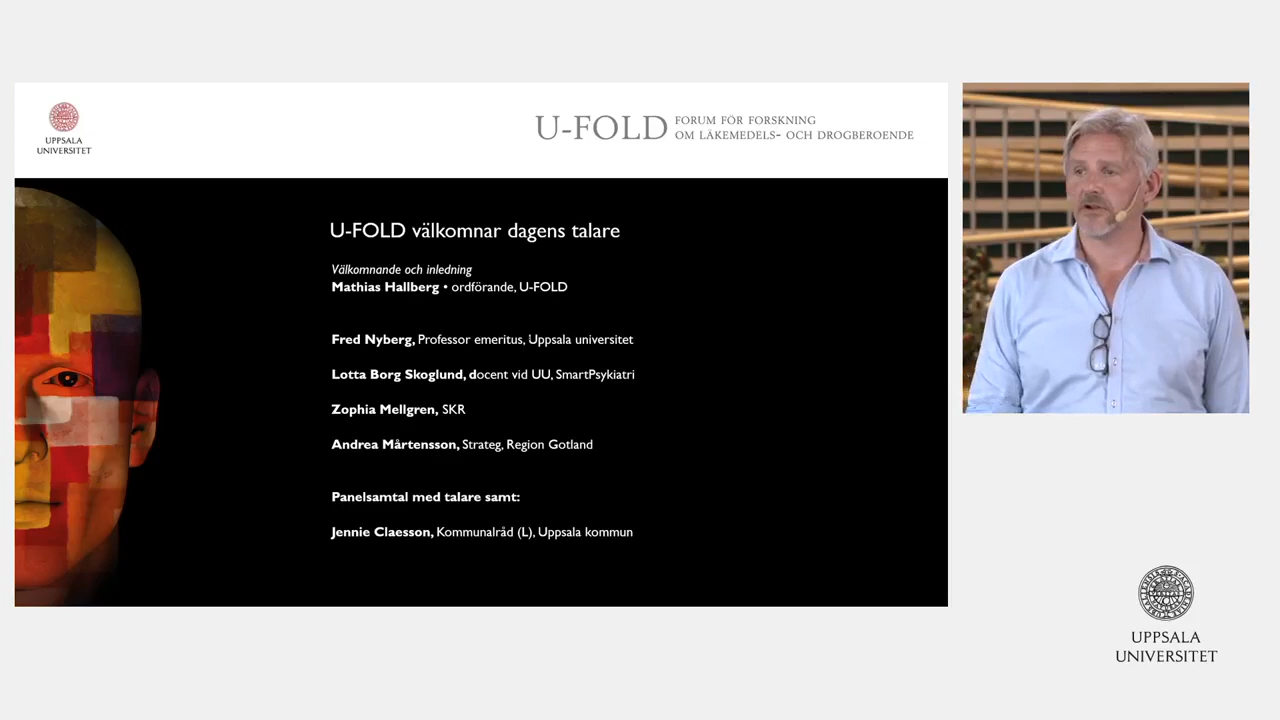 UPPSALA
UNIVERSITET
U-FOLD
FORUM FÖR FORSKNING
OM LÄKEMEDELS- OCH DROGBEROENDE
U-FOLD välkomnar dagens talare
Välkomnande och inledning
Mathias Hallberg • ordförande, U-FOLD
Fred Nyberg, Professor emeritus, Uppsala universitet
Lotta Borg Skoglund, docent vid UU, SmartPsykiatri
Zophia Mellgren, SKR
Andrea Mårtensson, Strateg, Region Gotland
Panelsamtal med talare samt:
Jennie Claesson, Kommunalråd (L), Uppsala kommun
UPPSALA
UNIVERSITET